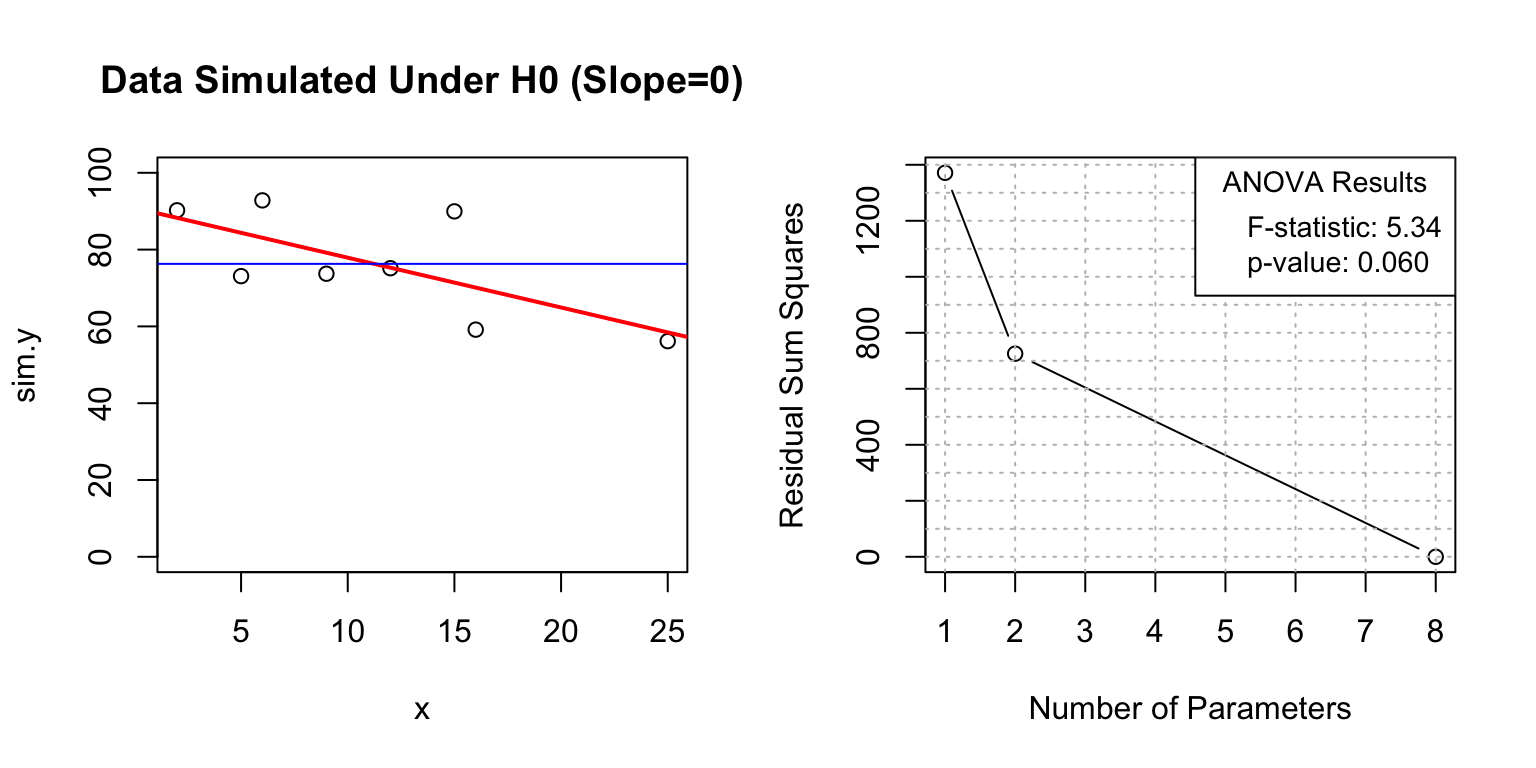 Data Simulated Under H0 (Slope=0)
sim.y
100
80
60
40
20
0
5 10 15 20 25
x
Residual Sum Squares
1200
800
400
0
ANOVA Results
F-statistic: 5.34
p-value: 0.060
1 2 3 4 5 6 7 8
Number of Parameters